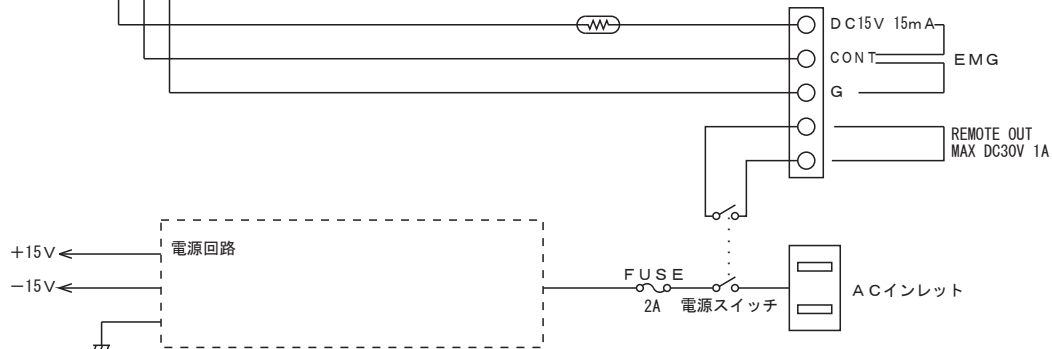 DC15V 15mA
CONT
EMG
G
REMOTE OUT
MAX DC30V 1A
電源回路
+15V
−15V
FUSE
2A
電源スイッチ
ACインレット